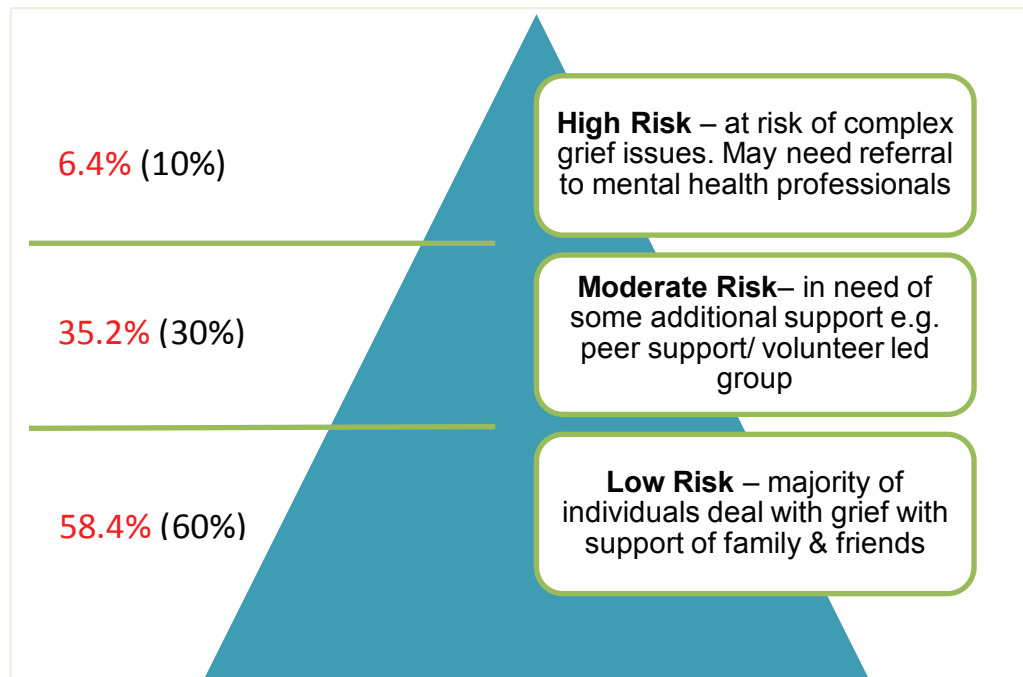 6.4% (10%)
High Risk – at risk of complex
grief issues. May need referral
to mental health professionals
35.2% (30%)
Moderate Risk– in need of
some additional support e.g.
peer support/ volunteer led
group
58.4% (60%)
Low Risk – majority of
individuals deal with grief with
support of family & friends